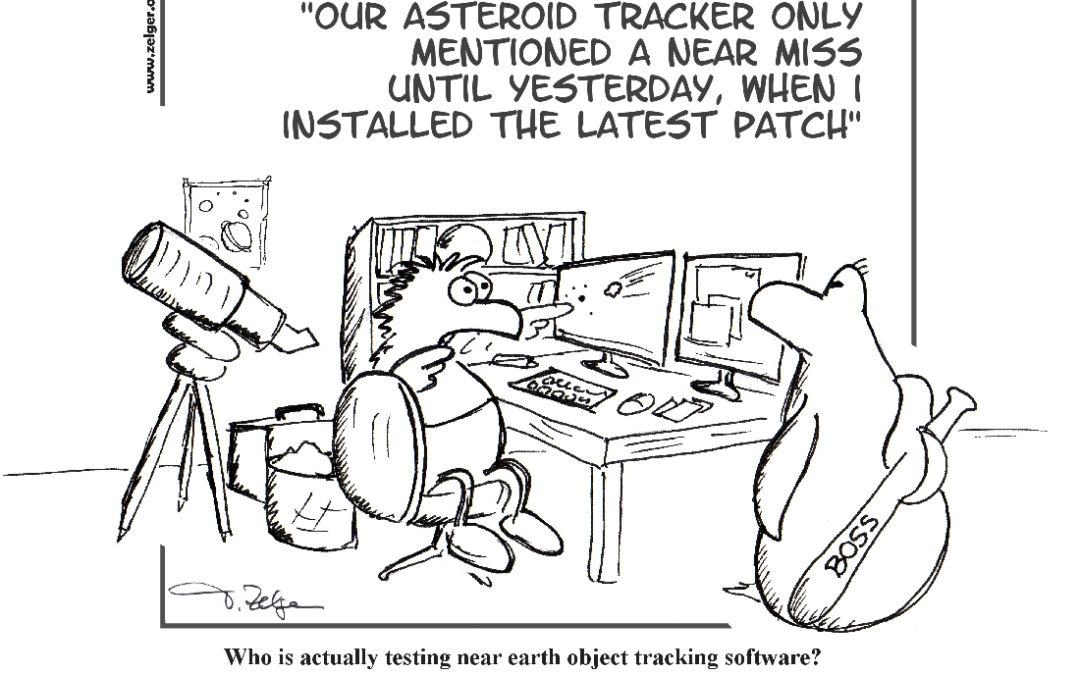 www.zelger.
"OUR ASTEROID TRACKER ONLY
MENTIONED A NEAR MISS
UNTIL YESTERDAY, WHEN I
INSTALLED THE LATEST PATCH"
BOSS
T. Zelger
Who is actually testing near earth object tracking software?